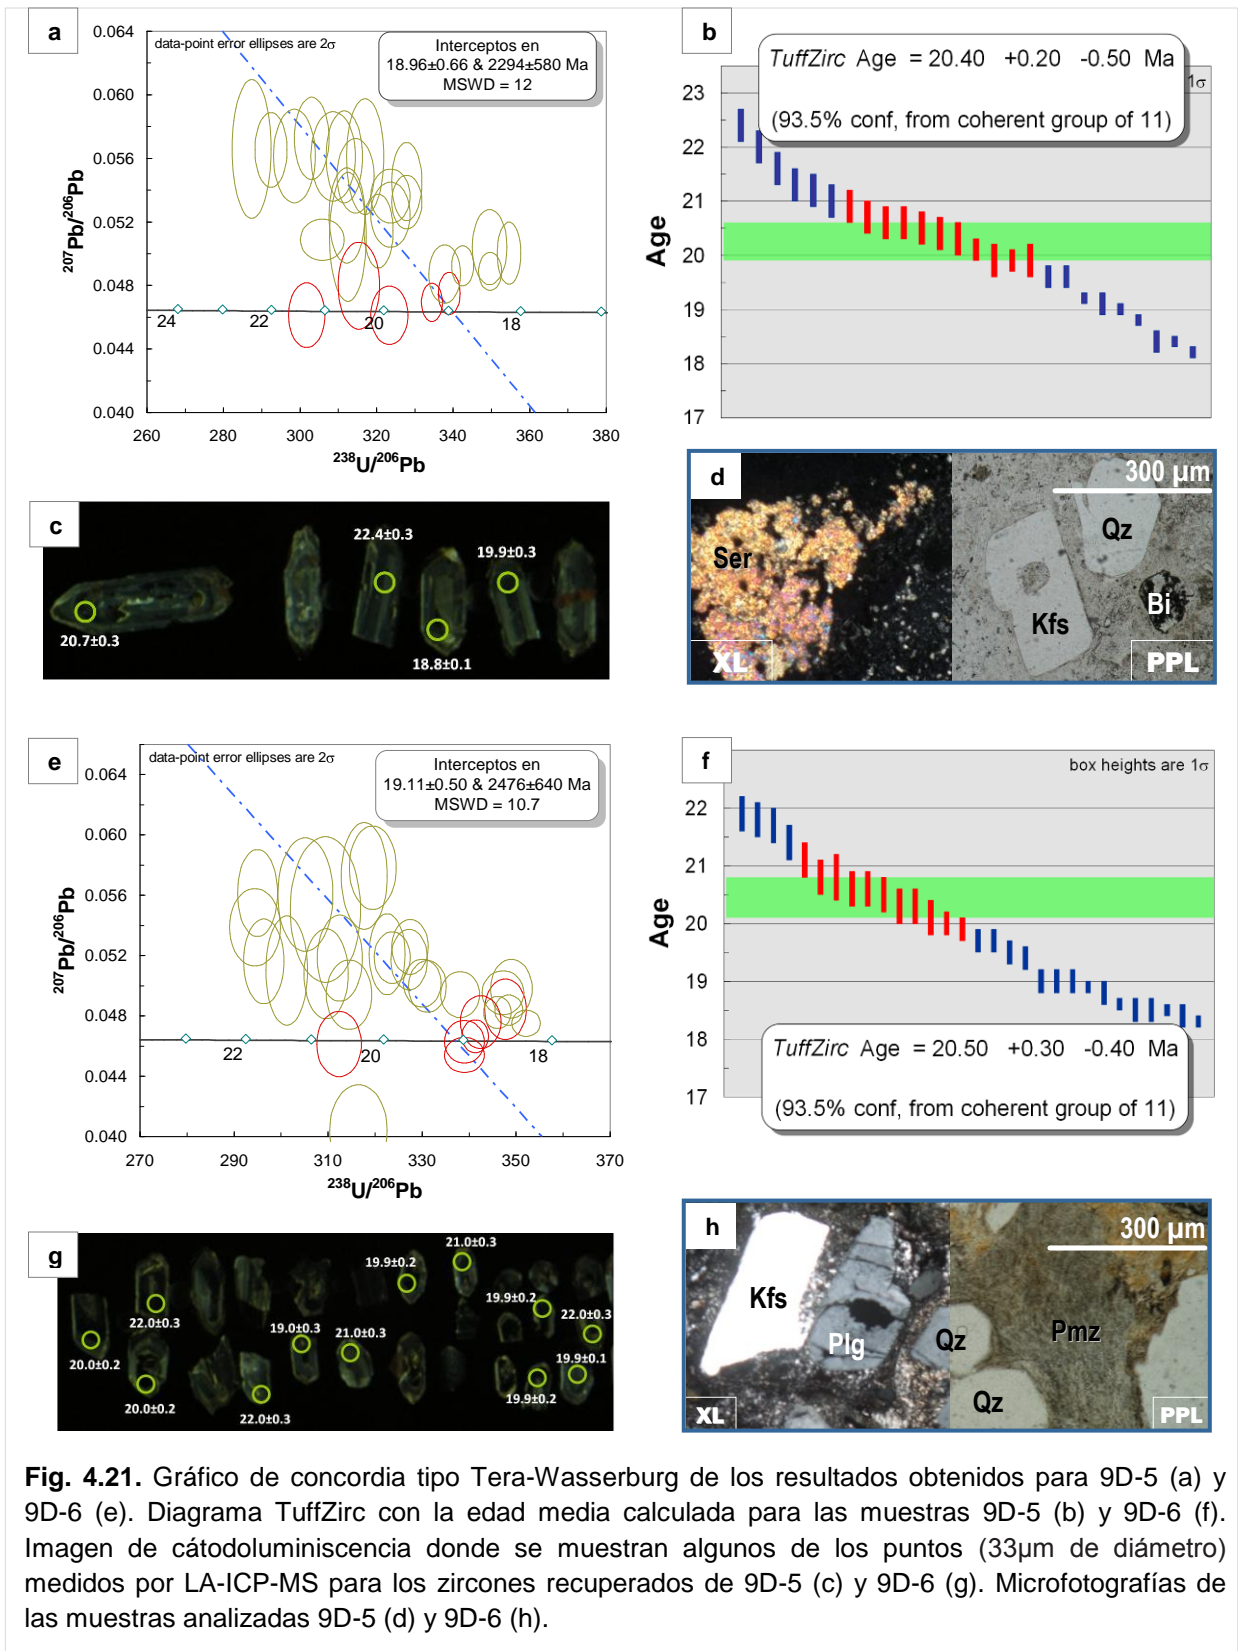 a
data-point error ellipses are 2σ
Interceptos en
18.96±0.66 & 2294±580 Ma
MSWD = 12
0.064
0.060
0.056
0.052
0.048
0.044
0.040
207Pb/206Pb
24
22
20
18
260
280
300
320
340
360
380
238U/206Pb
b
TuffZirc Age = 20.40 +0.20 -0.50 Ma
(93.5% conf, from coherent group of 11)
1σ
23
22
21
20
19
18
17
Age
c
20.7±0.3
22.4±0.3
18.8±0.1
19.9±0.3
d
300 µm
Ser
Qz
Kfs
Bi
XL
PPL
e
data-point error ellipses are 2σ
Interceptos en
19.11±0.50 & 2476±640 Ma
MSWD = 10.7
0.064
0.060
0.056
0.052
0.048
0.044
0.040
207Pb/206Pb
22
20
18
270
290
310
330
350
370
238U/206Pb
f
box heights are 1σ
22
21
20
19
18
17
Age
TuffZirc Age = 20.50 +0.30 -0.40 Ma
(93.5% conf, from coherent group of 11)
g
21.0±0.3
19.9±0.2
19.9±0.2
22.0±0.3
22.0±0.3
19.0±0.3
21.0±0.3
20.0±0.2
19.9±0.1
20.0±0.2
22.0±0.3
19.9±0.2
h
300 µm
Kfs
Plg
Qz
Pmz
Qz
XL
PPL
Fig. 4.21. Gráfico de concordia tipo Tera-Wasserburg de los resultados obtenidos para 9D-5 (a) y
9D-6 (e). Diagrama TuffZirc con la edad media calculada para las muestras 9D-5 (b) y 9D-6 (f).
Imagen de cátodoluminiscencia donde se muestran algunos de los puntos (33µm de diámetro)
medidos por LA-ICP-MS para los zircones recuperados de 9D-5 (c) y 9D-6 (g). Microfotografías de
las muestras analizadas 9D-5 (d) y 9D-6 (h).